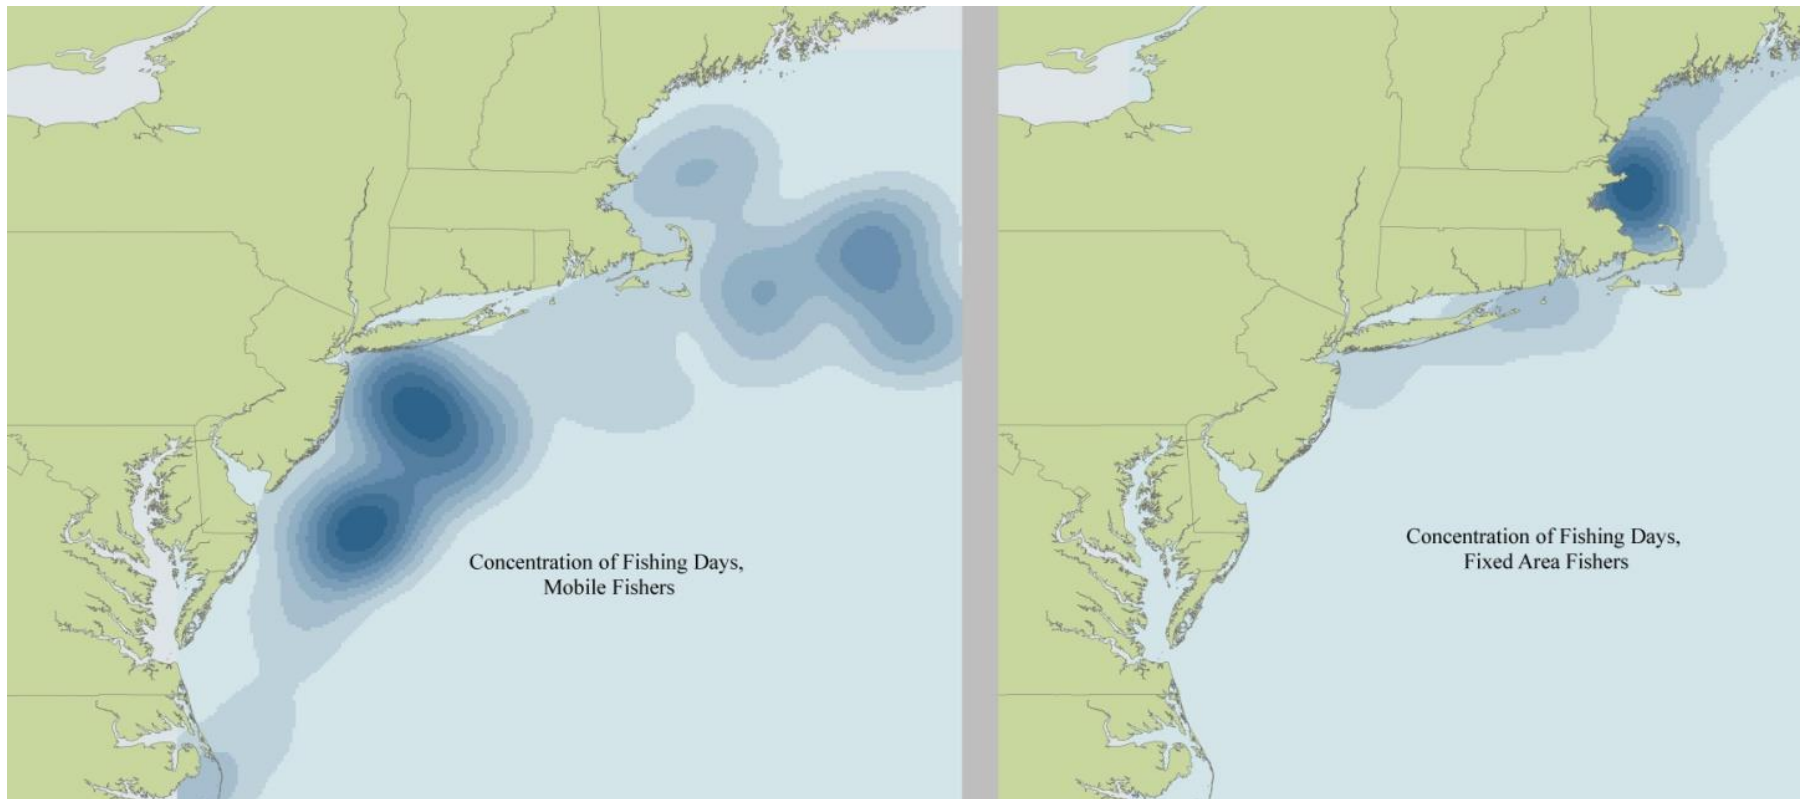 Concentration of Fishing Days,
Mobile Fishers
Concentration of Fishing Days,
Fixed Area Fishers